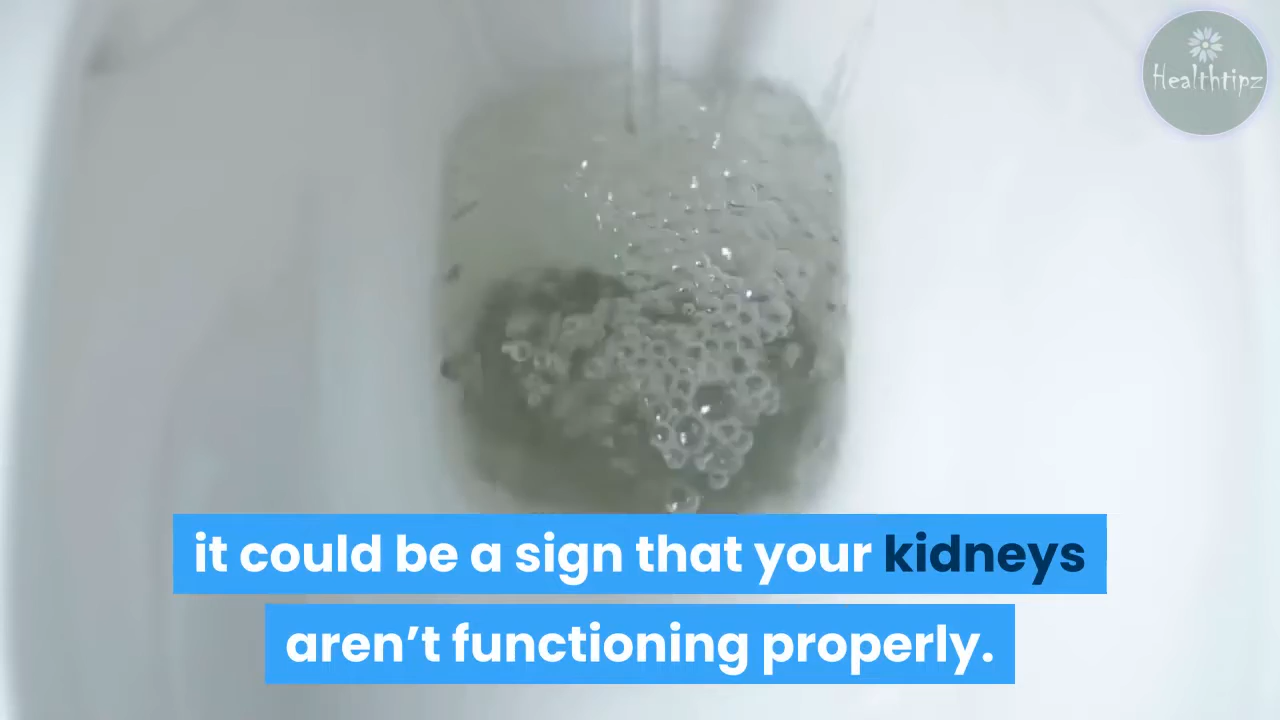 Healthtipz
it could be a sign that your kidneys
aren’t functioning properly.